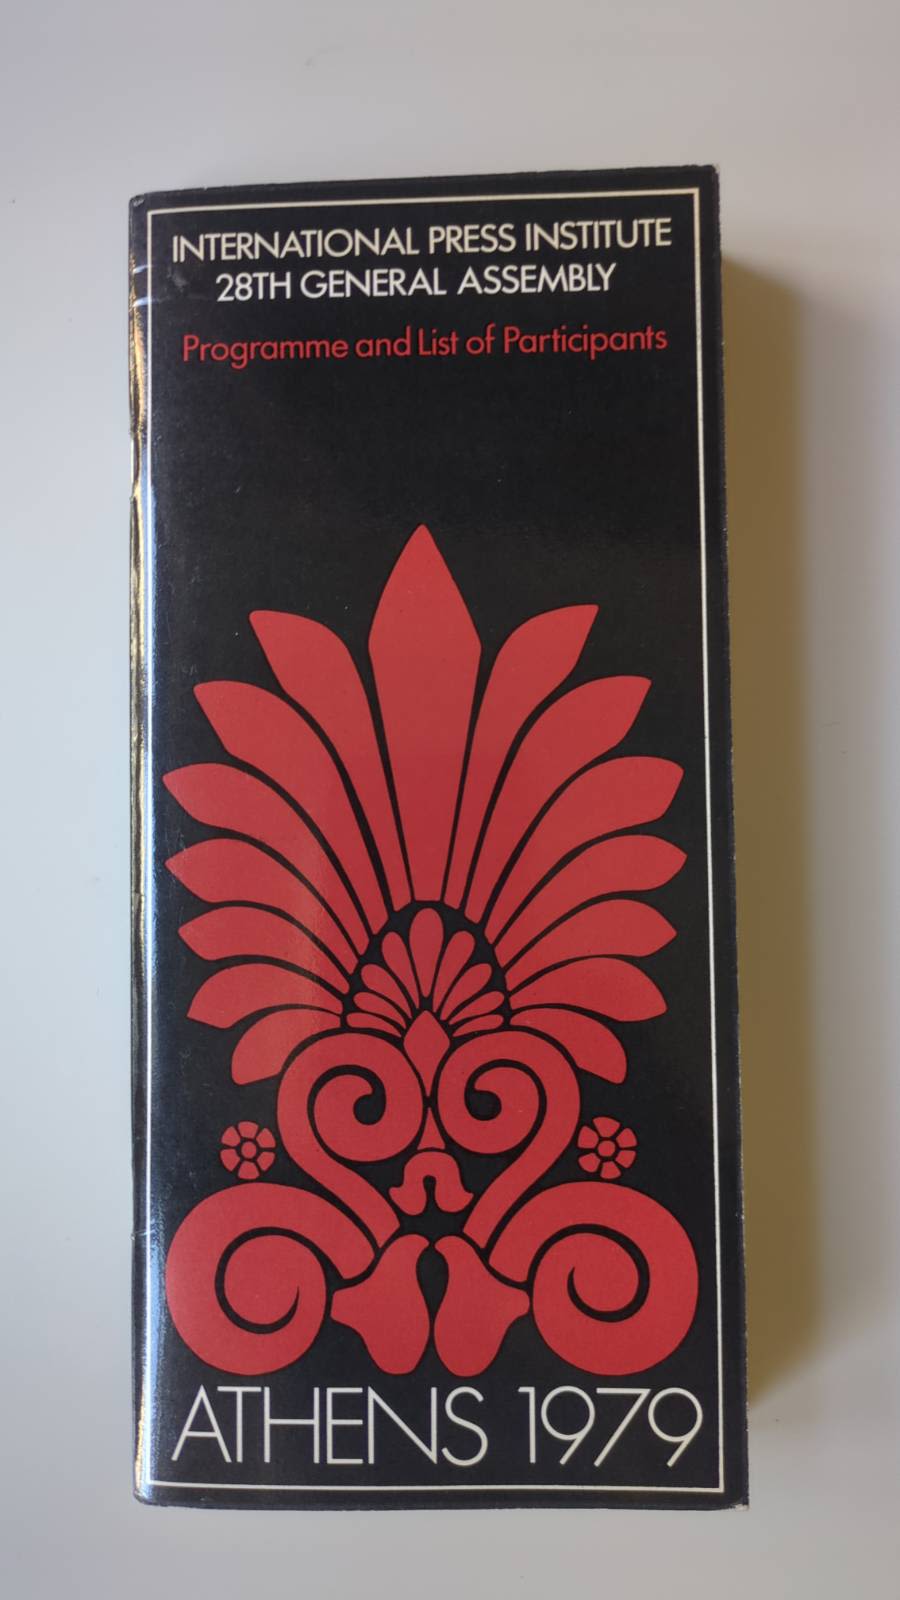 INTERNATIONAL PRESS INSTITUTE
28TH GENERAL ASSEMBLY
Programme and List of Participants
ATHENS 1979